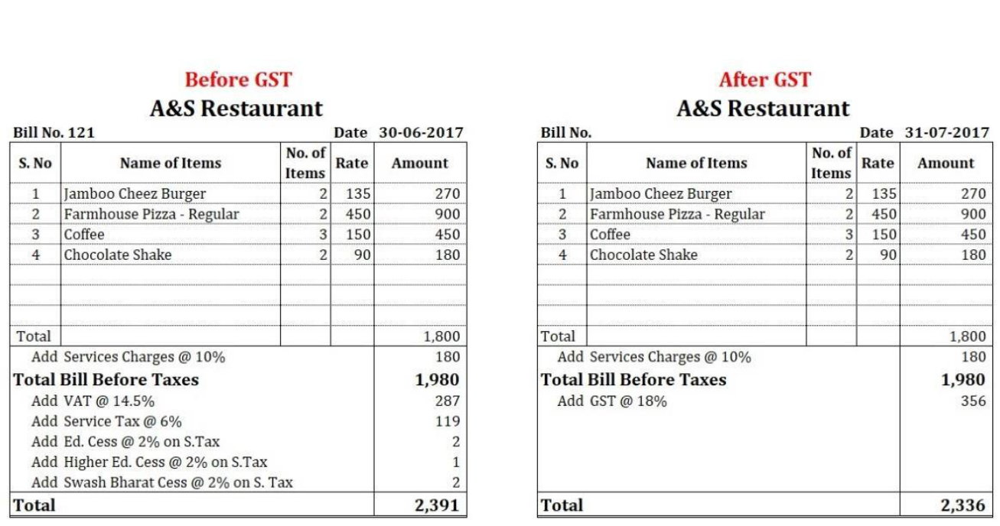 Before GST
A&S Restaurant
Bill No. 121 Date 30-06-2017
S. No Name of Items No. of Items Rate Amount
1 Jamboo Cheez Burger 2 135 270
2 Farmhouse Pizza - Regular 2 450 900
3 Coffee 3 150 450
4 Chocolate Shake 2 90 180
Total 1,800
Add Services Charges @ 10% 180
Total Bill Before Taxes 1,980
Add VAT @ 14.5% 287
Add Service Tax @ 6% 119
Add Ed. Cess @ 2% on S.Tax 2
Add Higher Ed. Cess @ 2% on S.Tax 1
Add Swash Bharat Cess @ 2% on S. Tax 2
Total 2,391
After GST
A&S Restaurant
Bill No. Date 31-07-2017
S. No Name of Items No. of Items Rate Amount
1 Jamboo Cheez Burger 2 135 270
2 Farmhouse Pizza - Regular 2 450 900
3 Coffee 3 150 450
4 Chocolate Shake 2 90 180
Total 1,800
Add Services Charges @ 10% 180
Total Bill Before Taxes 1,980
Add GST @ 18% 356
Total 2,336